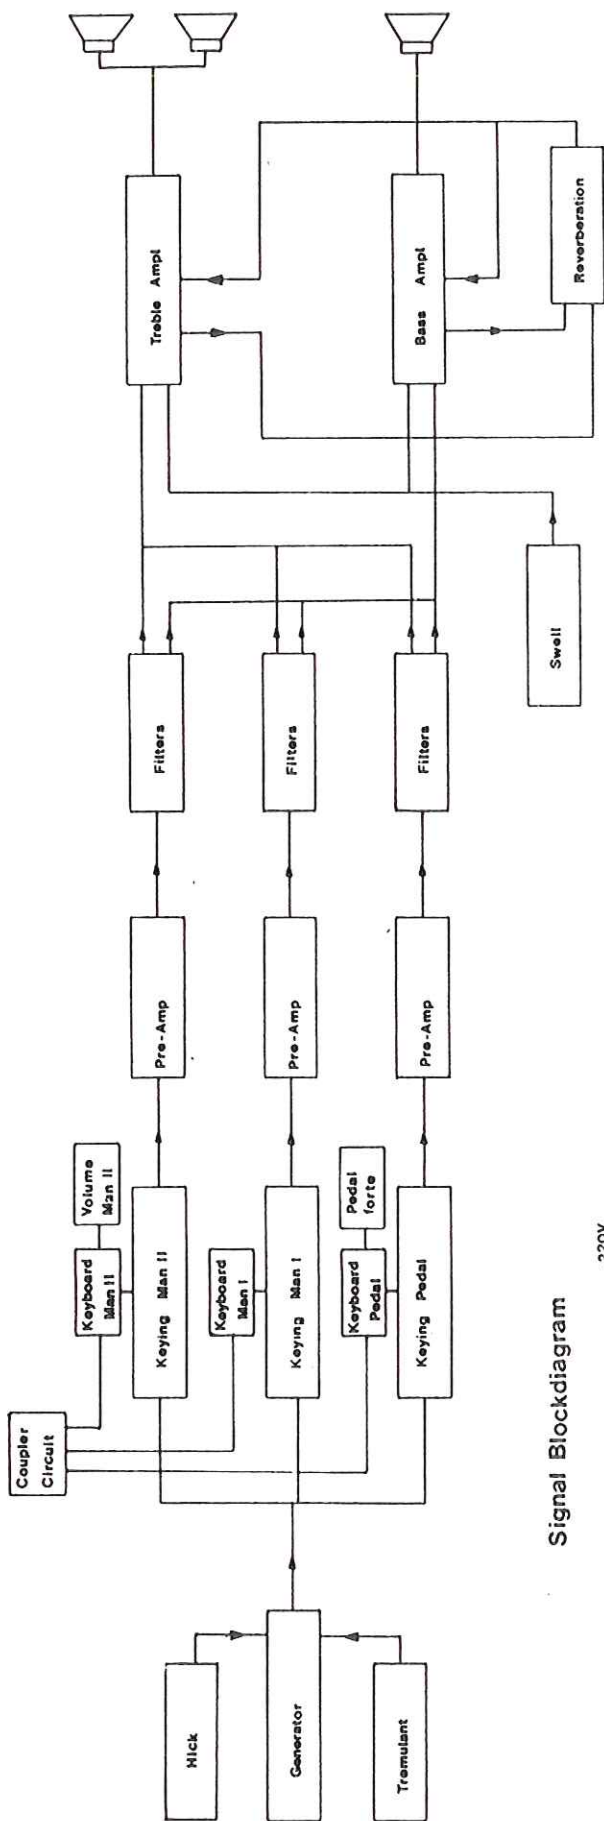 Hick
Generator
Tremulant
Coupler
Circuit
Keyboard
Man II
Volume
Man II
Keying Man II
Keyboard
Man I
Keying Man I
Keyboard
Pedal
Pedal
forte
Keying Pedal
Pre-Amp
Pre-Amp
Pre-Amp
Filters
Filters
Filters
Swell
Treble Ampl
Bass Ampl
Reverberation
Signal Blockdiagram
220V